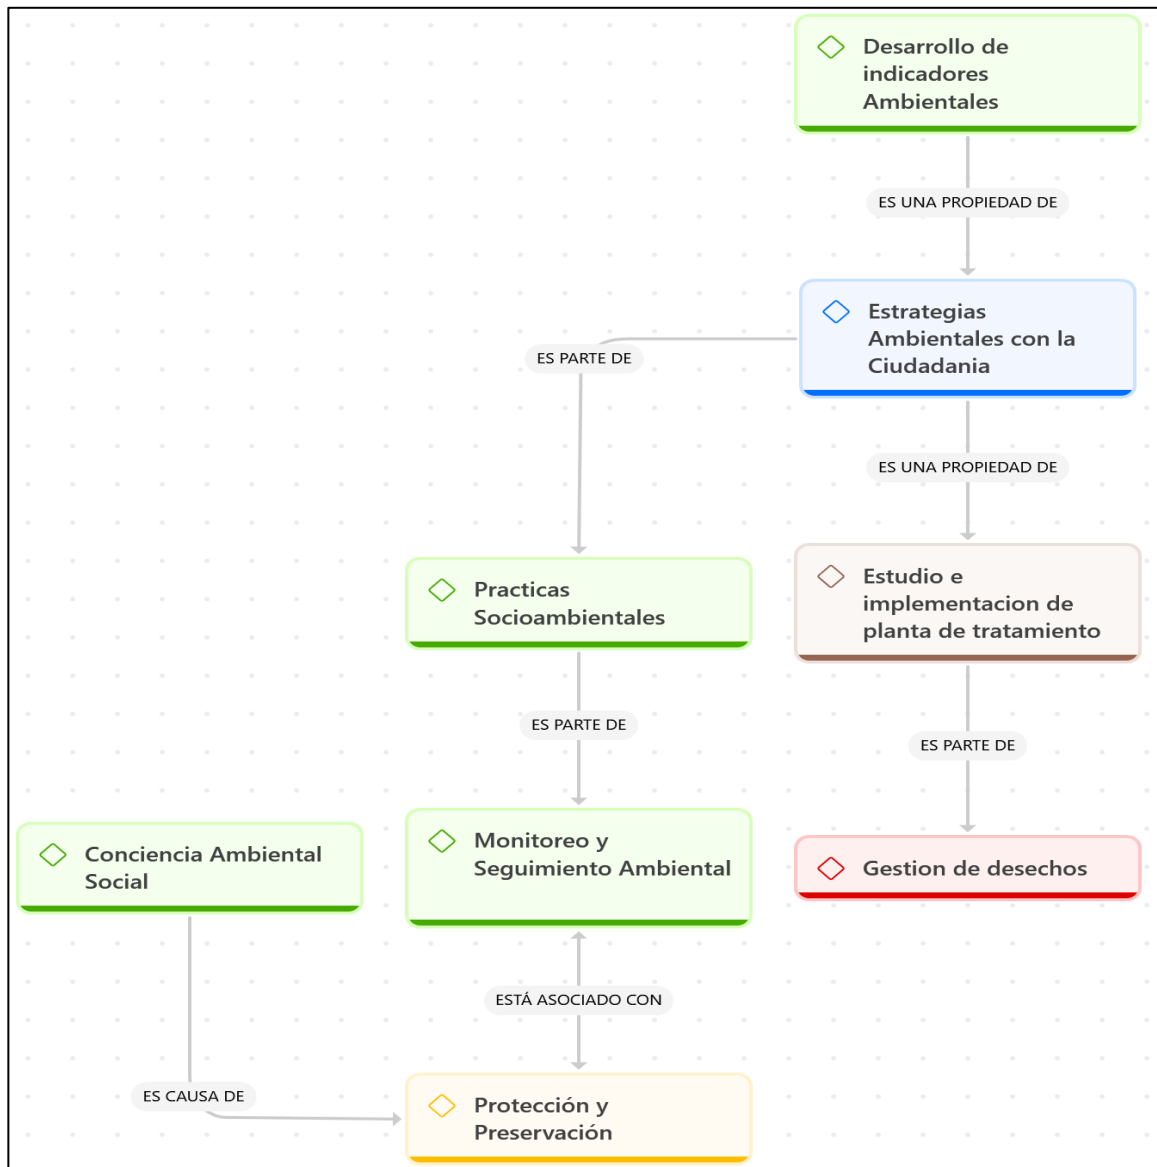 Desarrollo de
indicadores
Ambientales
ES UNA PROPIEDAD DE
Estrategias
Ambientales con la
Ciudadania
ES PARTE DE
ES UNA PROPIEDAD DE
Practicas
Socioambientales
Estudio e
implementacion de
planta de tratamiento
ES PARTE DE
ES PARTE DE
Conciencia Ambiental
Social
Monitoreo y
Seguimiento Ambiental
Gestion de desechos
ESTÁ ASOCIADO CON
ES CAUSA DE
Protección y
Preservación